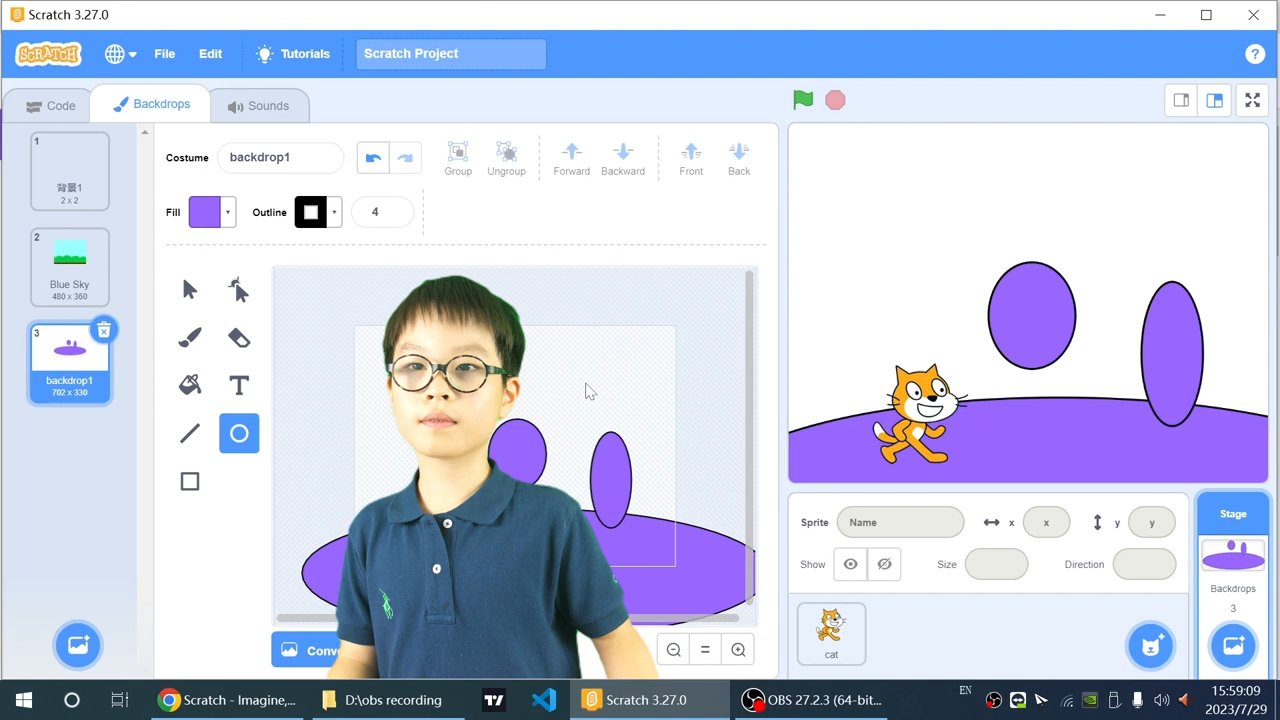 Scratch 3.27.0
SCRATCH
File
Edit
Tutorials
Scratch Project
?
Code
Backdrops
Sounds
1
背景1
2 x 2
2
Blue Sky
480 x 360
3
backdrop1
702 x 330
Costume
backdrop1
Group
Ungroup
Forward
Backward
Front
Back
Fill
Outline
4
T
Conv
Sprite
Name
x
x
y
y
Show
Size
Direction
cat
Stage
Backdrops
3
Scratch - Imagine,...
D:\obs recording
Scratch 3.27.0
OBS 27.2.3 (64-bit...
EN
15:59:09
2023/7/29